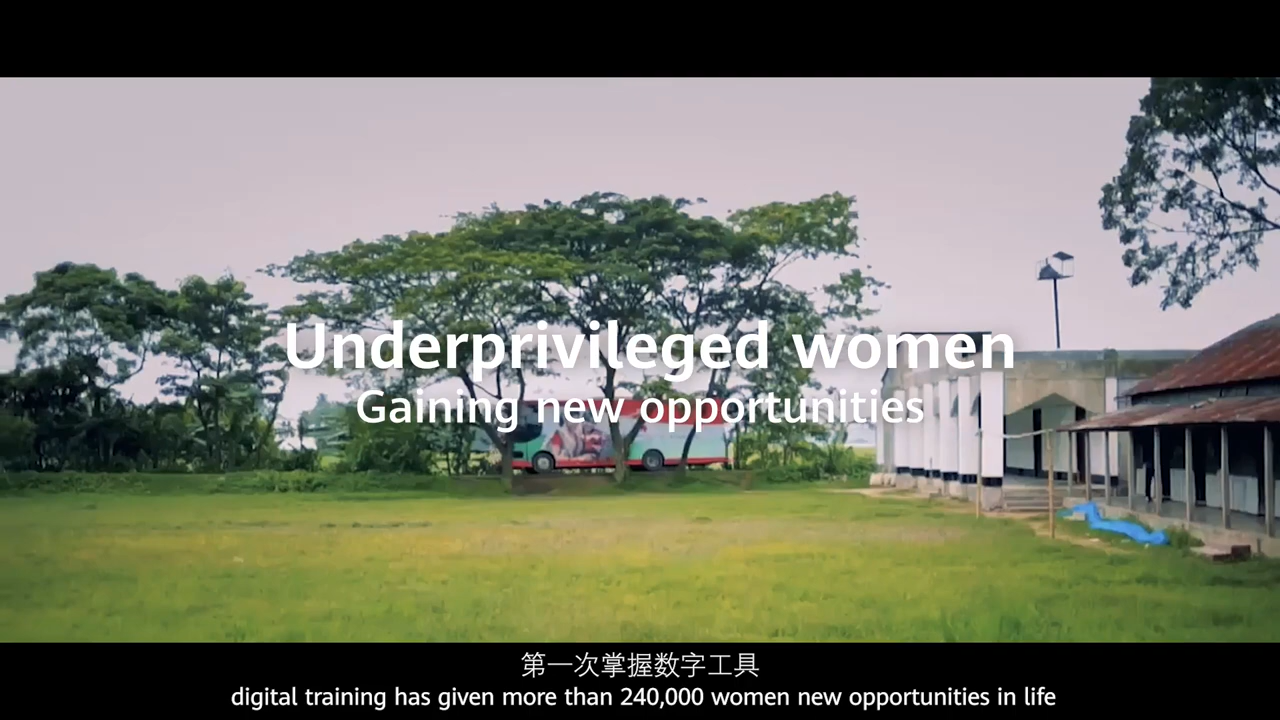 Underprivileged women
Gaining new opportunities
第一次掌握数字工具
digital training has given more than 240,000 women new opportunities in life